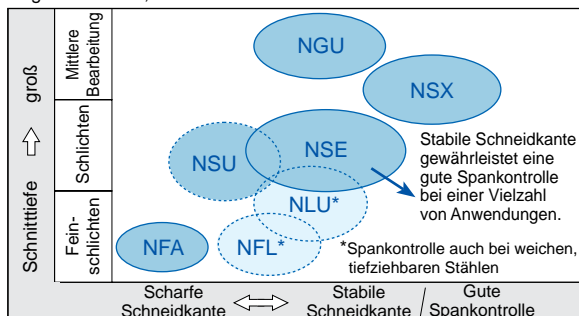 groß
Schnitttiefe
Mittlere
Bearbeitung
Schlichten
Fein-
schlichten
NGU
NSX
NSU
NSE
NLU*
NFA
NFL*
Stabile Schneidkante
gewährleistet eine
gute Spankontrolle
bei einer Vielzahl
von Anwendungen.
*Spankontrolle auch bei weichen,
tiefziehbaren Stählen
Scharfe
Schneidkante
Stabile
Schneidkante
/ Gute
Spankontrolle